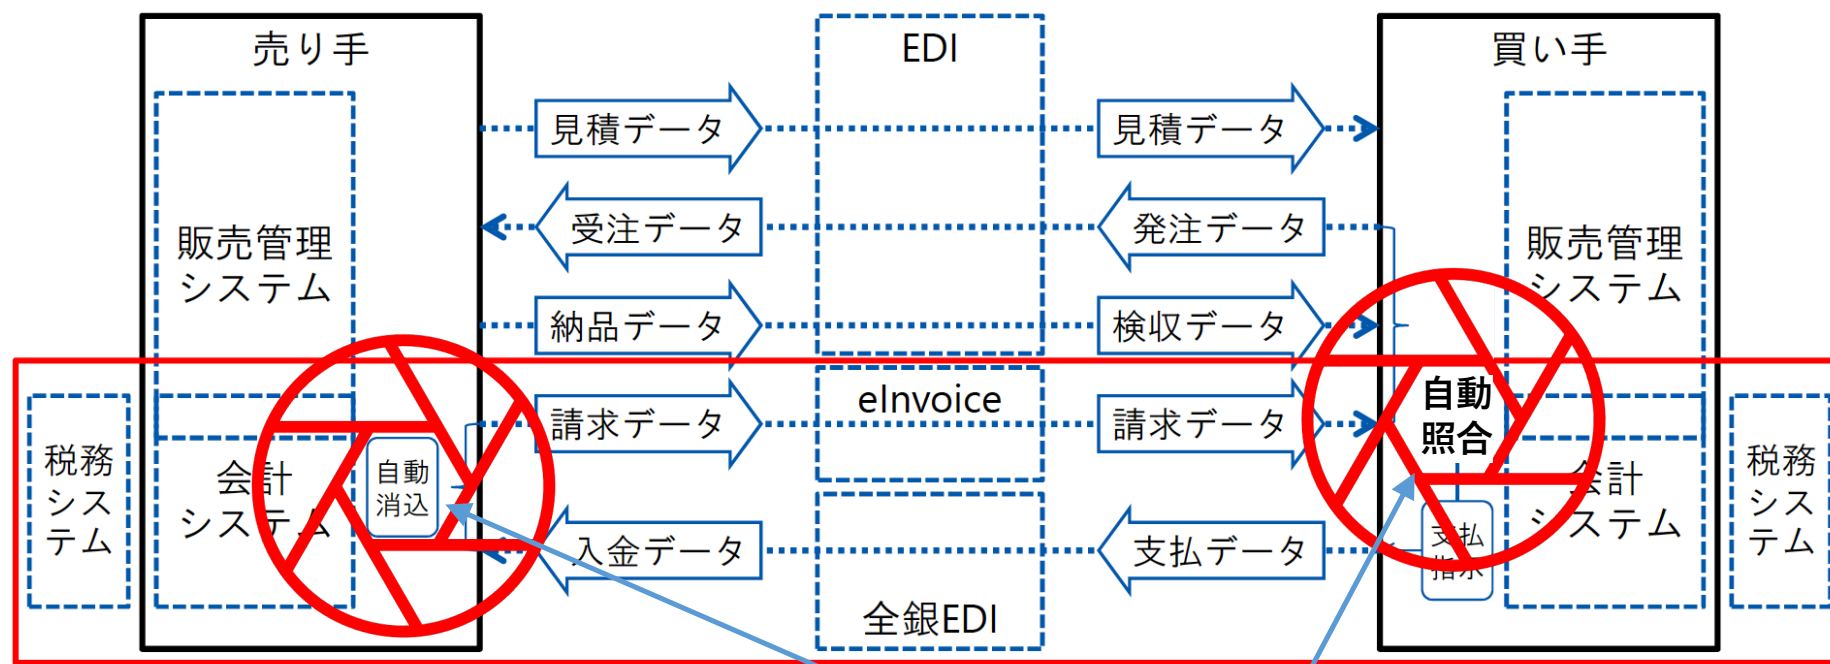 売り手
EDI
買い手
見積データ
見積データ
受注データ
発注データ
販売管理
システム
販売管理
システム
納品データ
検収データ
eInvoice
請求データ
請求データ
自動
照合
税務
システム
会計
システム
自動
消込
会計
システム
税務
システム
入金データ
支払データ
支払
指示
全銀EDI